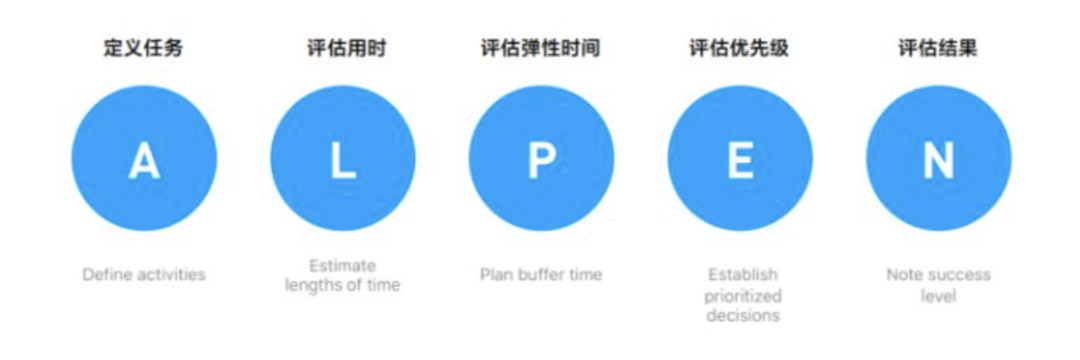 定义任务
评估用时
评估弹性时间
评估优先级
评估结果
A
L
P
E
N
Define activities
Estimate
lengths of time
Plan buffer time
Establish
prioritized
decisions
Note success
level